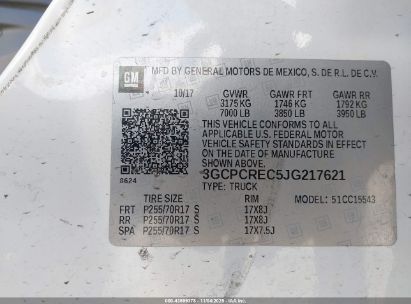 GM MFD BY GENERAL MOTORS DE MEXICO, S. DE R.L. DE C.V.
10/17 GVWR GAWR FRT GAWR RR
3175 KG 1746 KG 1792 KG
7000 LB 3850 LB 3950 LB
THIS VEHICLE CONFORMS TO ALL APPLICABLE
U.S. FEDERAL MOTOR
VEHICLE SAFETY STANDARDS IN EFFECT
ON THE DATE OF MANUFACTURE
SHOWN ABOVE.
3GCPCREC5JG217621
8624 TYPE: TRUCK
TIRE SIZE RIM MODEL: 51CC15543
FRT P255/70R17 S 17X8J
RR P255/70R17 S 17X8J
SPA P255/70R17 S 17X7.5J